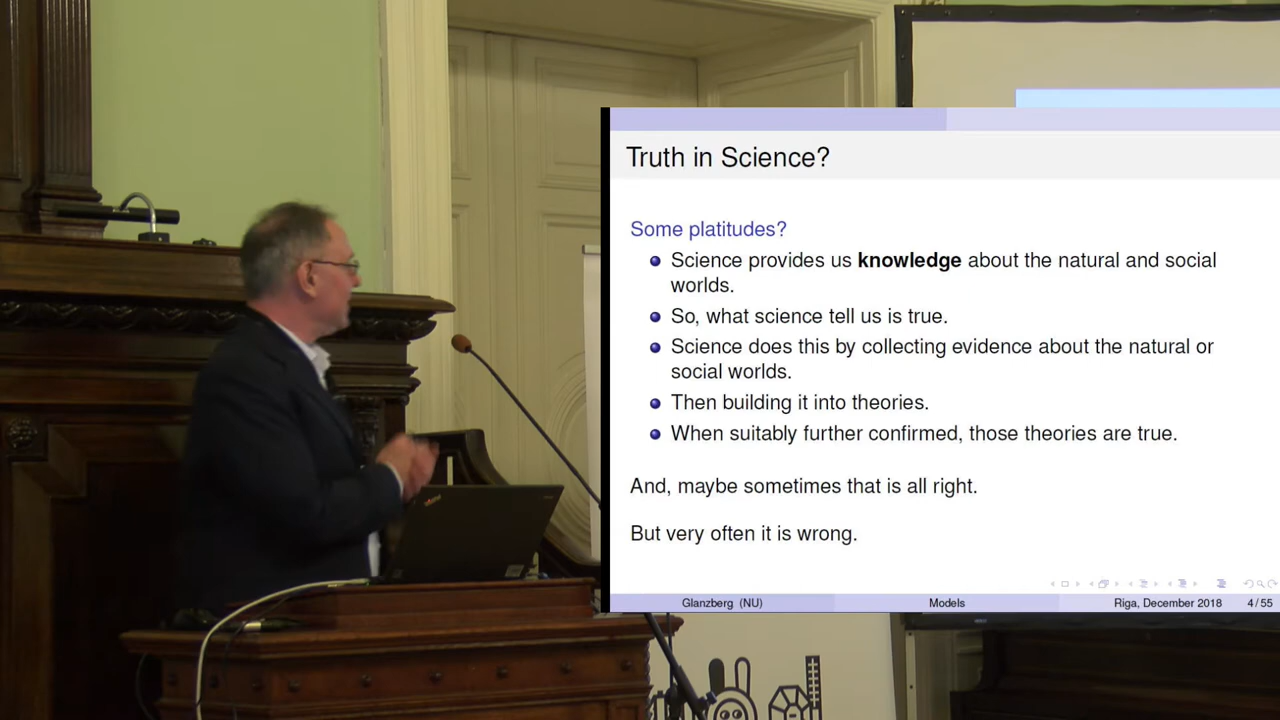 Truth in Science?
Some platitudes?
Science provides us knowledge about the natural and social
worlds.
So, what science tell us is true.
Science does this by collecting evidence about the natural or
social worlds.
Then building it into theories.
When suitably further confirmed, those theories are true.
And, maybe sometimes that is all right.
But very often it is wrong.
Glanzberg (NU) Models Riga, December 2018 4/55